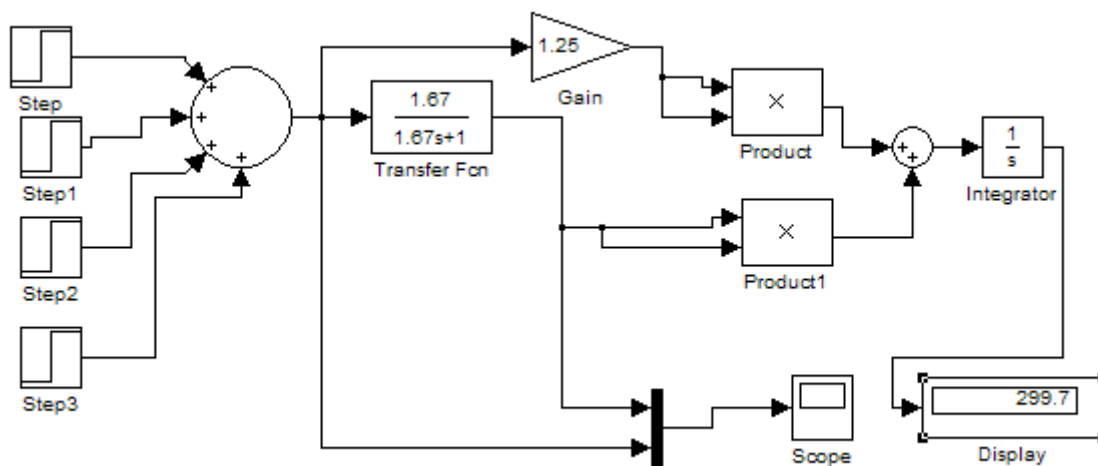 Step
Step1
Step2
Step3
1.67
1.67s+1
Transfer Fcn
1.25
Gain
×
Product
×
Product1
1
s
Integrator
Scope
299.7
Display